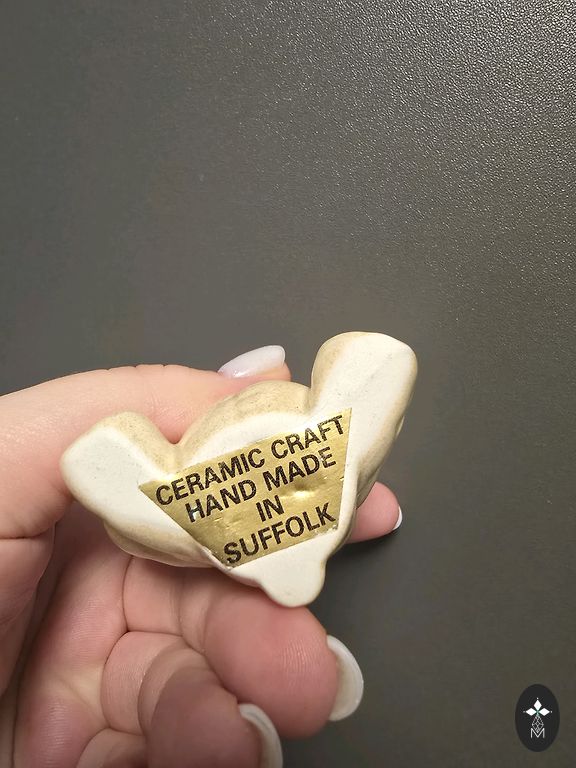 CERAMIC CRAFT
HAND MADE
IN
SUFFOLK
M